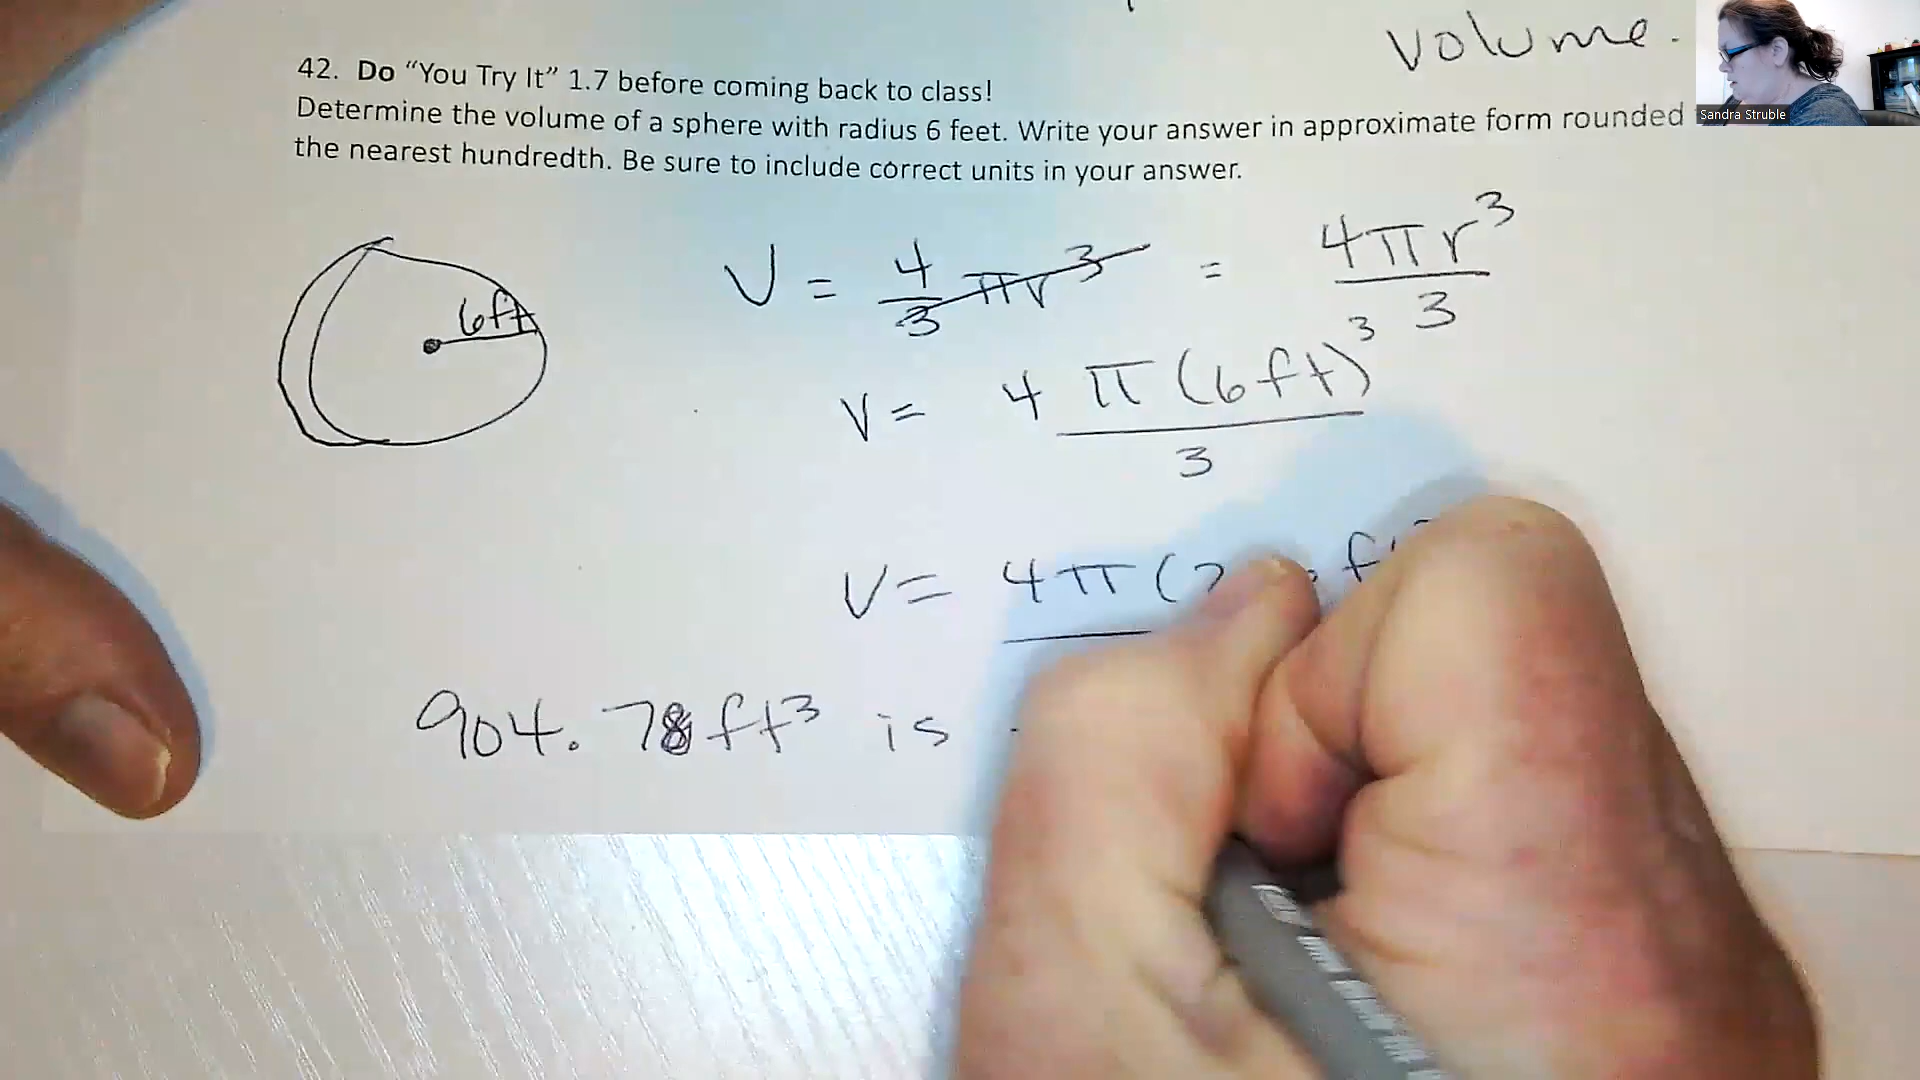 volume.
Sandra Struble
42. Do "You Try It" 1.7 before coming back to class!
Determine the volume of a sphere with radius 6 feet. Write your answer in approximate form rounded
the nearest hundredth. Be sure to include correct units in your answer.
6ft
V = 4/3 πr³ = 4πr³/3
V = 4π(6ft)³/3
V = 4π(2
904.78ft³ is